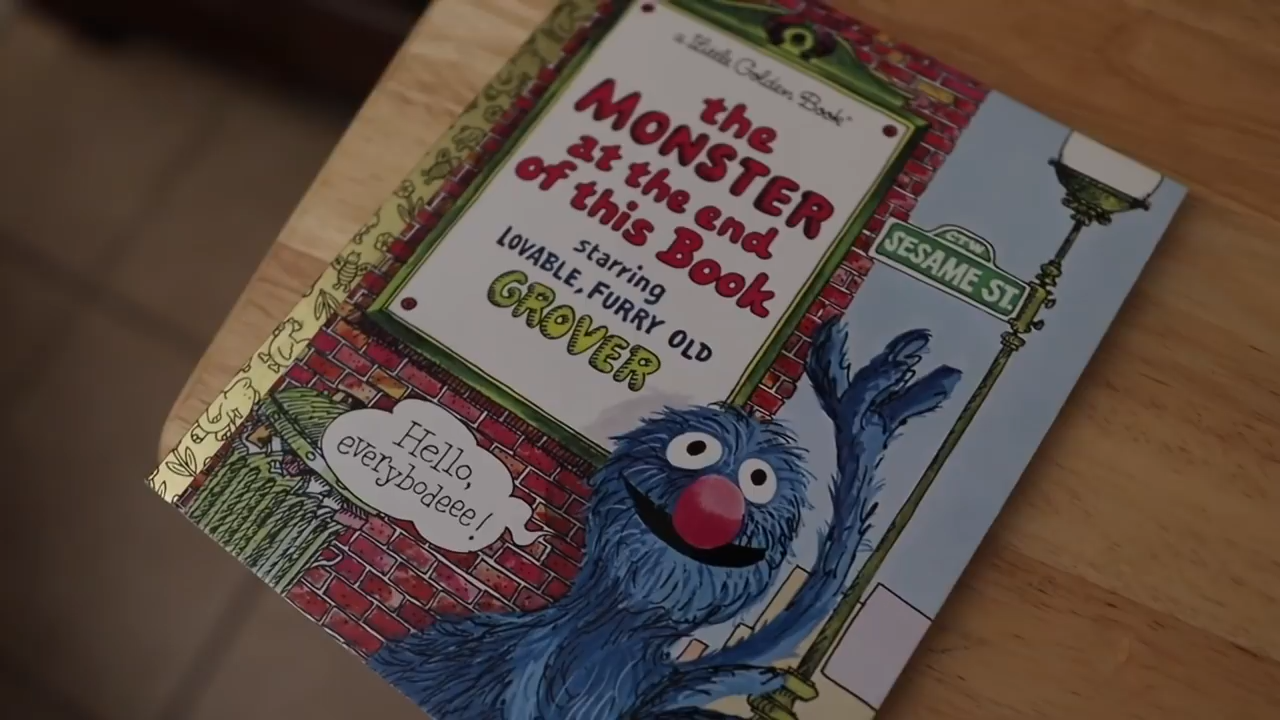 a Little Golden Book®
the
MONSTER
at the end
of this Book
starring
LOVABLE, FURRY OLD
GROVER
CTW
SESAME ST.
Hello,
everybodeee!